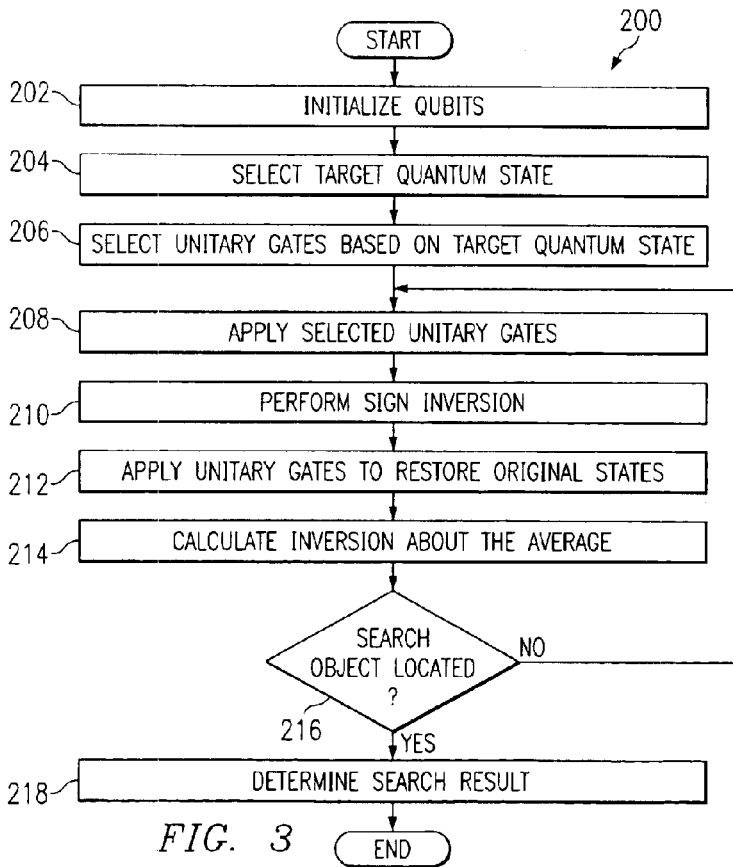 200
START
202
INITIALIZE QUBITS
204
SELECT TARGET QUANTUM STATE
206
SELECT UNITARY GATES BASED ON TARGET QUANTUM STATE
208
APPLY SELECTED UNITARY GATES
210
PERFORM SIGN INVERSION
212
APPLY UNITARY GATES TO RESTORE ORIGINAL STATES
214
CALCULATE INVERSION ABOUT THE AVERAGE
SEARCH
OBJECT LOCATED
?
NO
216
YES
218
DETERMINE SEARCH RESULT
FIG. 3
END